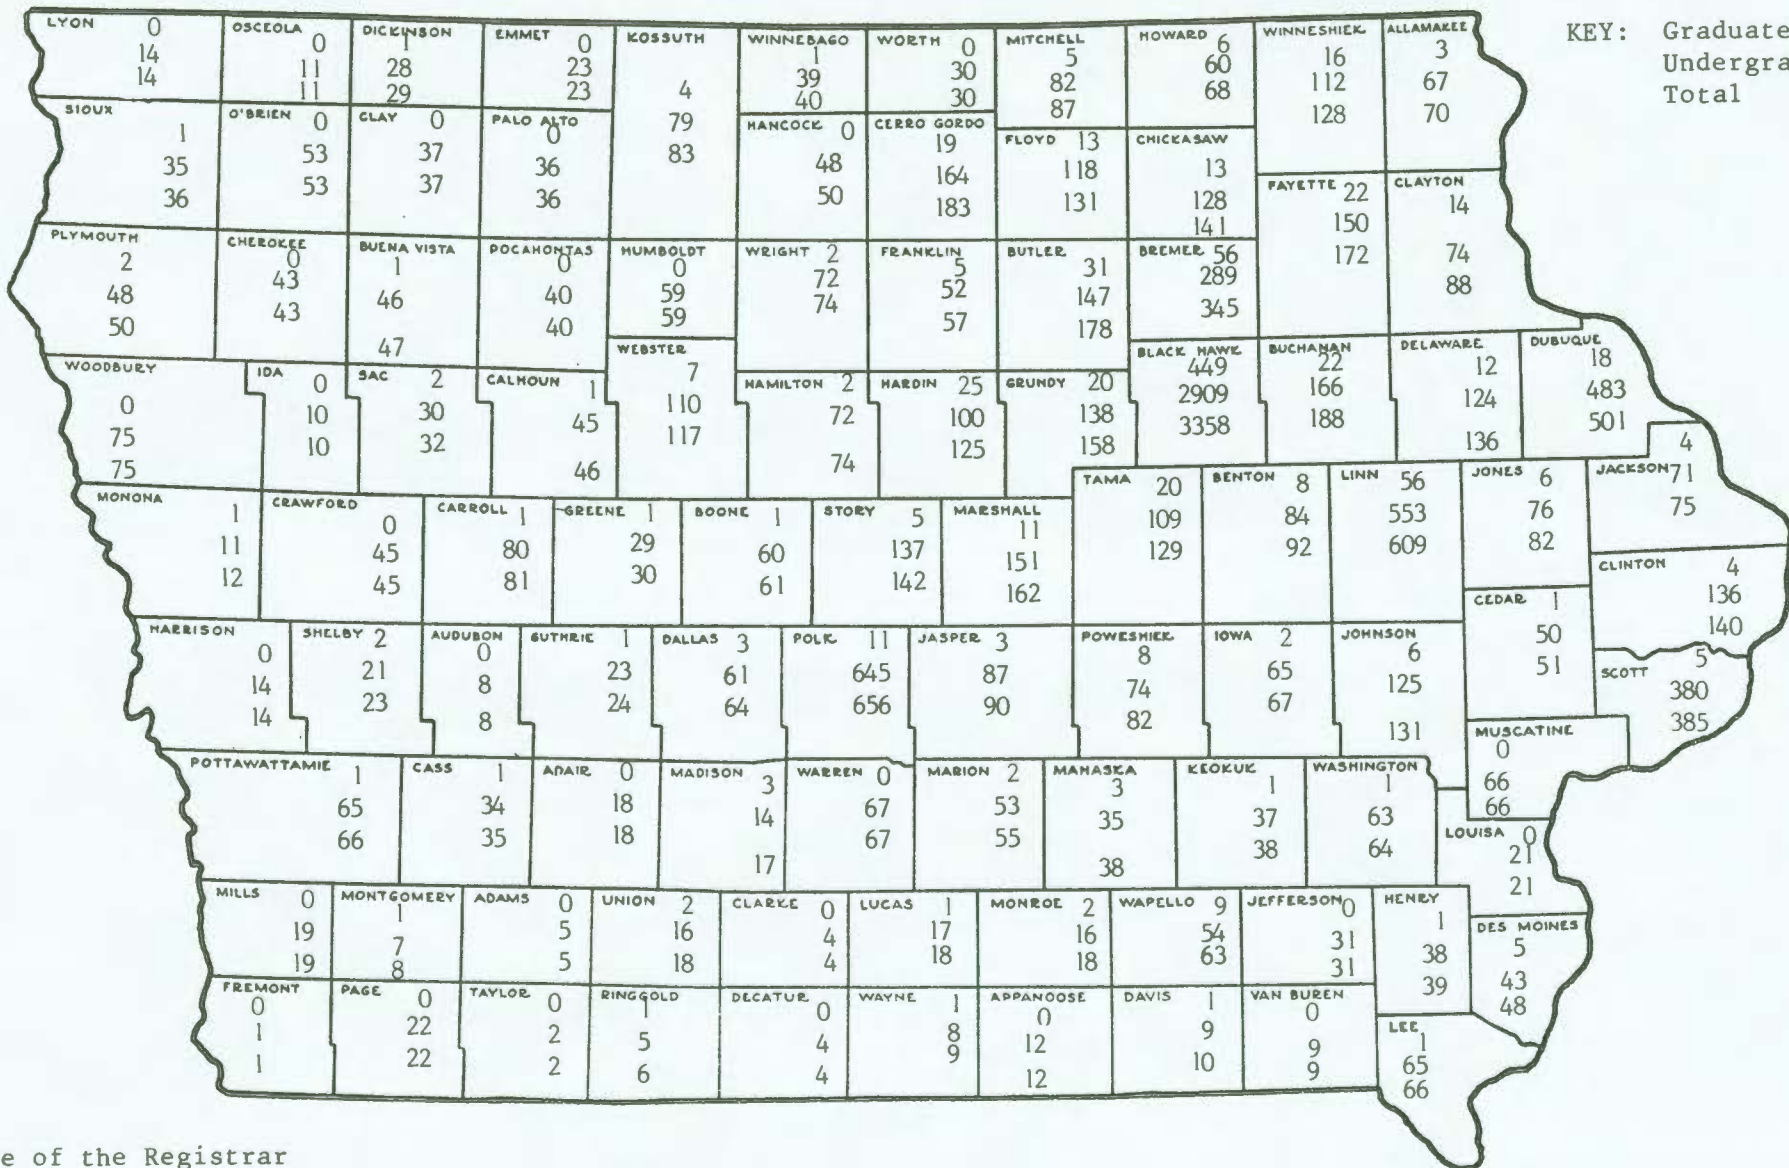 KEY: Graduate
Undergra
Total
LYON 0
14
14
OSCEOLA
0
11
11
DICKINSON
1
28
29
EMMET 0
23
23
KOSSUTH
4
79
83
WINNEBAGO
1
39
40
WORTH 0
30
30
MITCHELL
5
82
87
HOWARD 6
60
68
WINNESHIEK
16
112
128
ALLAMAKEE
3
67
70
SIOUX
1
35
36
O'BRIEN 0
53
53
CLAY 0
37
37
PALO ALTO
0
36
36
HANCOCK 0
48
50
CERRO GORDO
19
164
183
FLOYD 13
118
131
CHICKASAW
13
128
141
FAYETTE 22
150
172
CLAYTON
14
74
88
PLYMOUTH
2
48
50
CHEROKEE
0
43
43
BUENA VISTA
1
46
47
POCAHONTAS
0
40
40
HUMBOLDT
0
59
59
WRIGHT 2
72
74
FRANKLIN
5
52
57
BUTLER
31
147
178
BREMER 56
289
345
WOODBURY
0
75
75
IDA
0
10
10
SAC 2
30
32
CALHOUN 1
45
46
WEBSTER
7
110
117
HAMILTON 2
72
74
HARDIN 25
100
125
GRUNDY 20
138
158
BLACK HAWK
449
2909
3358
BUCHANAN
22
166
188
DELAWARE
12
124
136
DUBUQUE
18
483
501
MONONA
1
11
12
CRAWFORD
0
45
45
CARROLL 1
80
81
GREENE 1
29
30
BOONE 1
60
61
STORY 5
137
142
MARSHALL
11
151
162
TAMA 20
109
129
BENTON 8
84
92
LINN 56
553
609
JONES 6
76
82
4
JACKSON 71
75
CLINTON 4
136
140
CEDAR 1
50
51
HARRISON
0
14
14
SHELBY 2
21
23
AUDUBON
0
8
8
GUTHRIE 1
23
24
DALLAS 3
61
64
POLK 11
645
656
JASPER 3
87
90
POWESHIEK
8
74
82
IOWA 2
65
67
JOHNSON
6
125
131
SCOTT 5
380
385
MUSCATINE
0
66
66
POTTAWATTAMIE 1
65
66
CASS 1
34
35
ADAIR 0
18
18
MADISON 3
14
17
WARREN 0
67
67
MARION 2
53
55
MAHASKA
3
35
38
KEOKUK
1
37
38
WASHINGTON
1
63
64
LOUISA 0
21
21
MILLS 0
19
19
MONTGOMERY
1
7
8
ADAMS 0
5
5
UNION 2
16
18
CLARKE 0
4
4
LUCAS 1
17
18
MONROE 2
16
18
WAPELLO 9
54
63
JEFFERSON 0
31
31
HENRY
1
38
39
DES MOINES
5
43
48
FREMONT
0
1
1
PAGE 0
22
22
TAYLOR 0
2
2
RINGGOLD
1
5
6
DECATUR
0
4
4
WAYNE 1
8
9
APPANOOSE
0
12
12
DAVIS 1
9
10
VAN BUREN
0
9
9
LEE 1
65
66
e of the Registrar